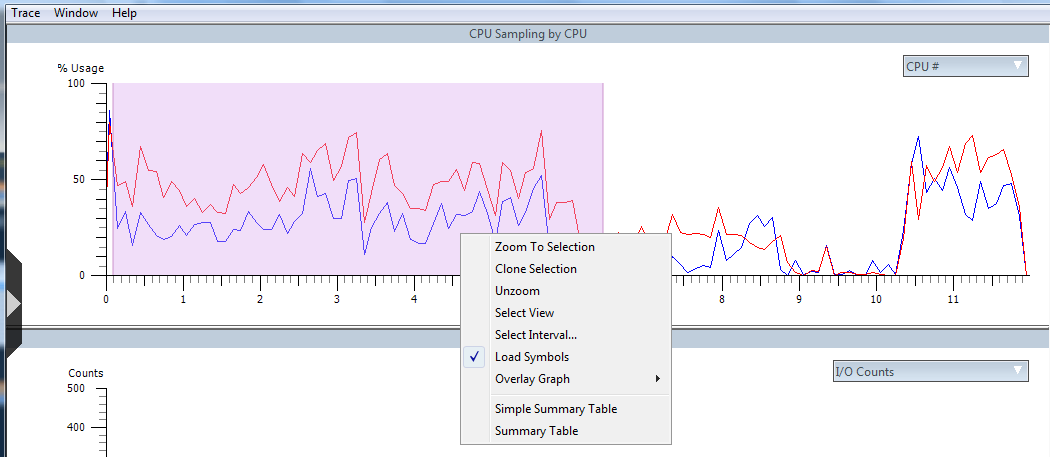 Trace Window Help
CPU Sampling by CPU
% Usage
CPU #
100
50
0
0 1 2 3 4 7 8 9 10 11
Zoom To Selection
Clone Selection
Unzoom
Select View
Select Interval...
Load Symbols
Overlay Graph
Simple Summary Table
Summary Table
Counts
I/O Counts
500
400